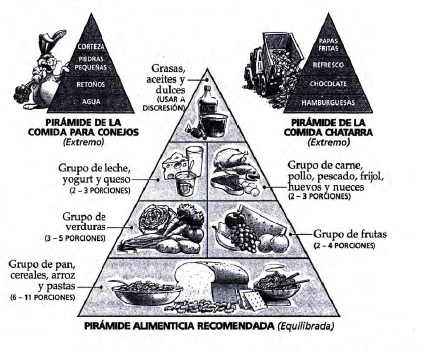 CORTEZA
PIEDRAS
PEQUEÑAS
RETOÑOS
AGUA
PIRÁMIDE DE LA
COMIDA PARA CONEJOS
(Extremo)
Grasas,
aceites y
dulces
(USAR A
DISCRESIÓN)
PAPAS
FRITAS
REFRESCO
CHOCOLATE
HAMBURGUESAS
PIRÁMIDE DE LA
COMIDA CHATARRA
(Extremo)
Grupo de leche,
yogurt y queso
(2 – 3 PORCIONES)
Grupo de carne,
pollo, pescado, frijol,
huevos y nueces
(2 – 3 PORCIONES)
Grupo de
verduras
(3 – 5 PORCIONES)
Grupo de frutas
(2 – 4 PORCIONES)
Grupo de pan,
cereales, arroz
y pastas
(6 – 11 PORCIONES)
PIRÁMIDE ALIMENTICIA RECOMENDADA (Equilibrada)